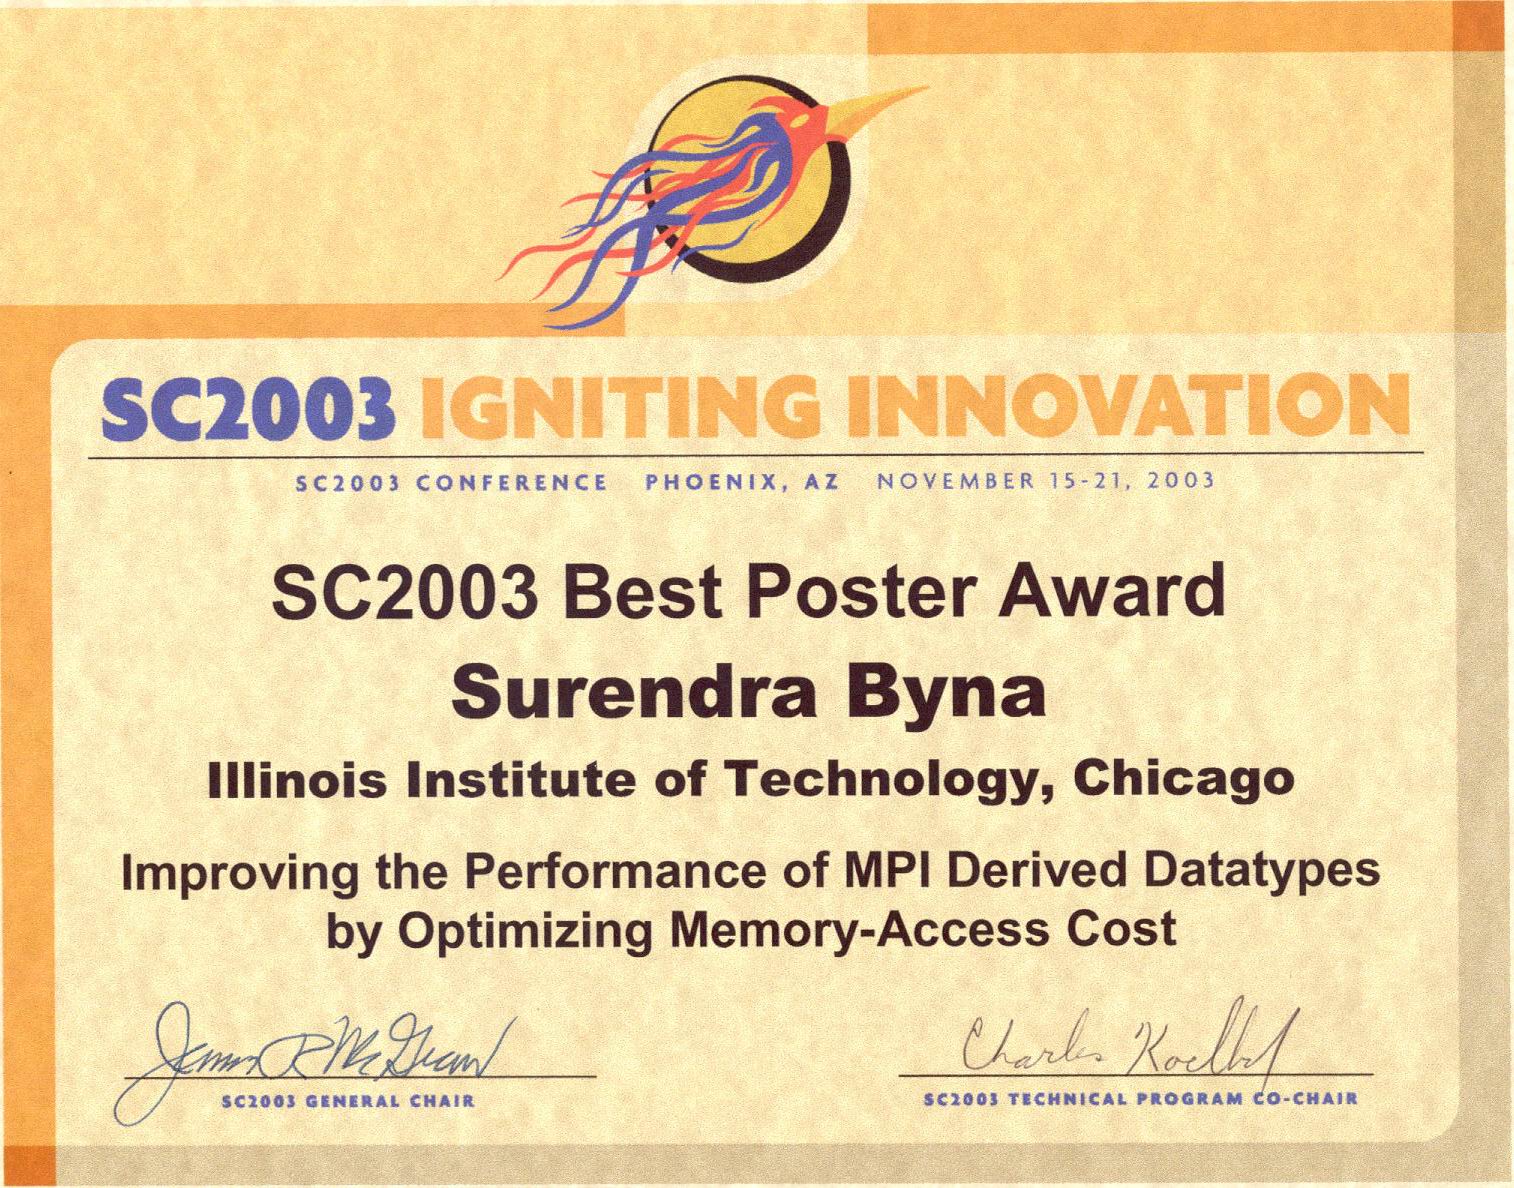 SC2003 IGNITING INNOVATION
SC2003 CONFERENCE PHOENIX, AZ NOVEMBER 15-21, 2003
SC2003 Best Poster Award
Surendra Byna
Illinois Institute of Technology, Chicago
Improving the Performance of MPI Derived Datatypes
by Optimizing Memory-Access Cost
James R McGraw Charles Koelbel
SC2003 GENERAL CHAIR SC2003 TECHNICAL PROGRAM CO-CHAIR